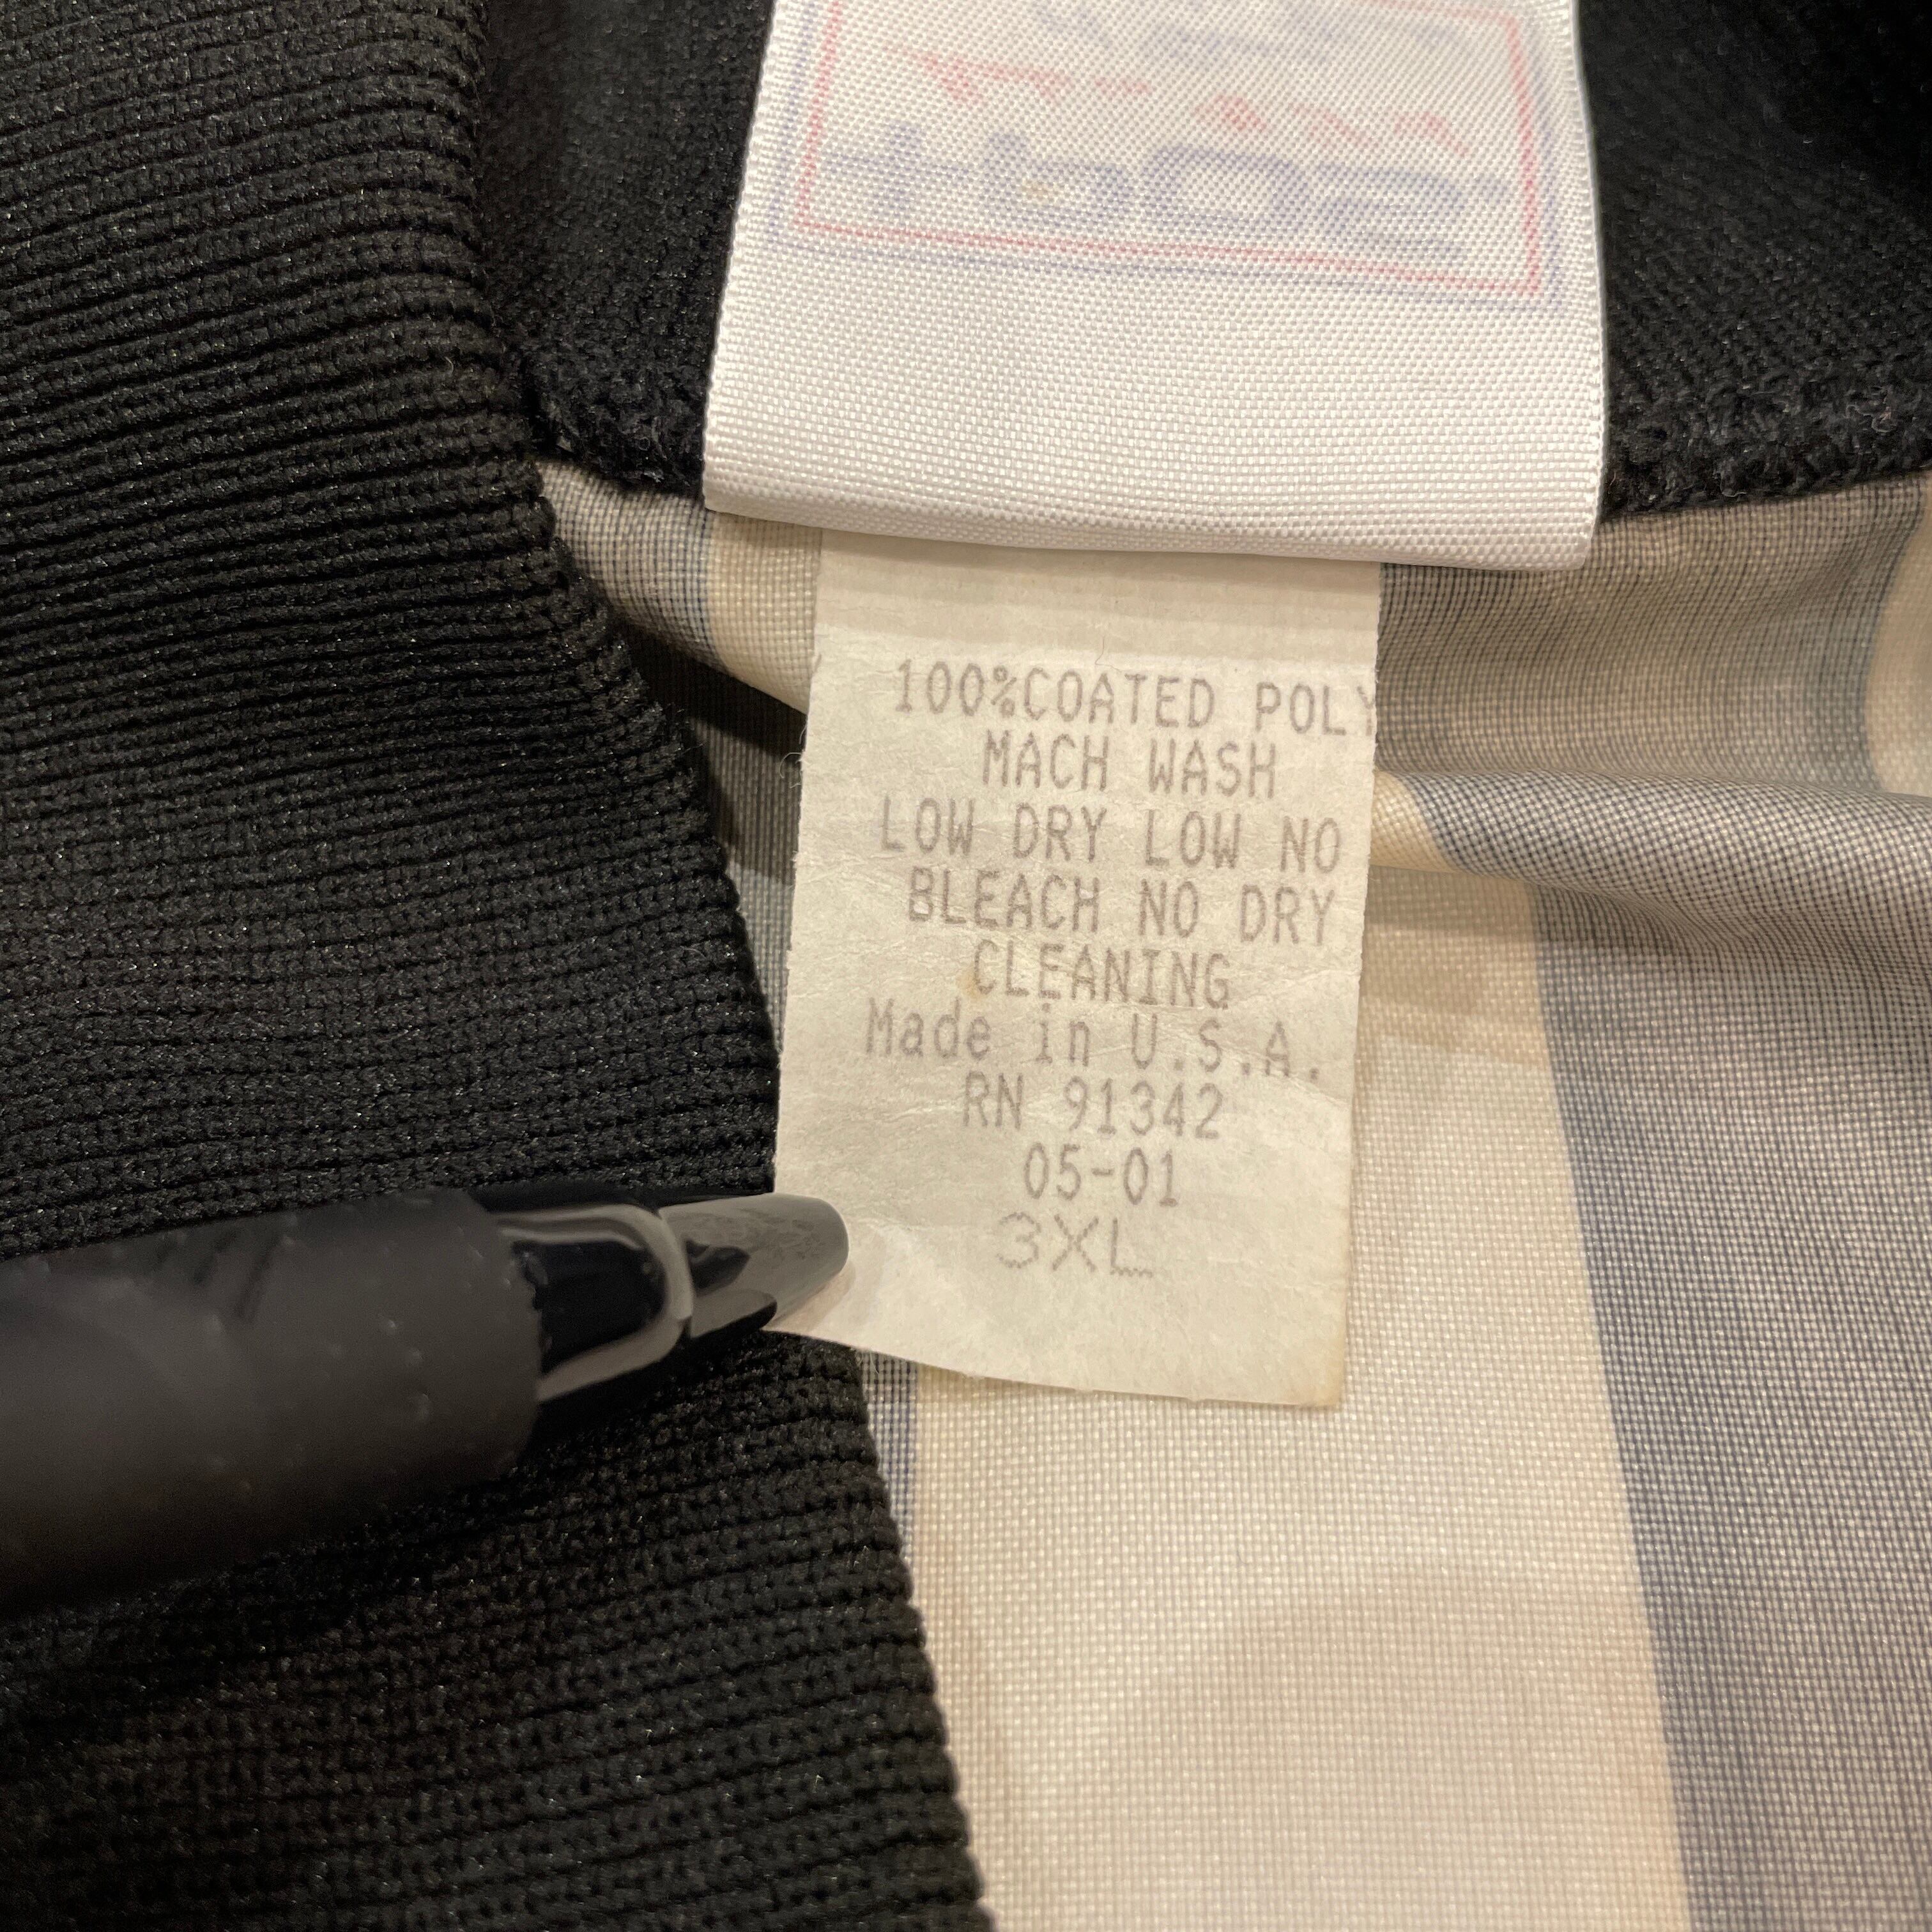 100%COATED POLY
MACH WASH
LOW DRY LOW NO
BLEACH NO DRY
CLEANING
Made in U.S.A.
RN 91342
05-01
3XL